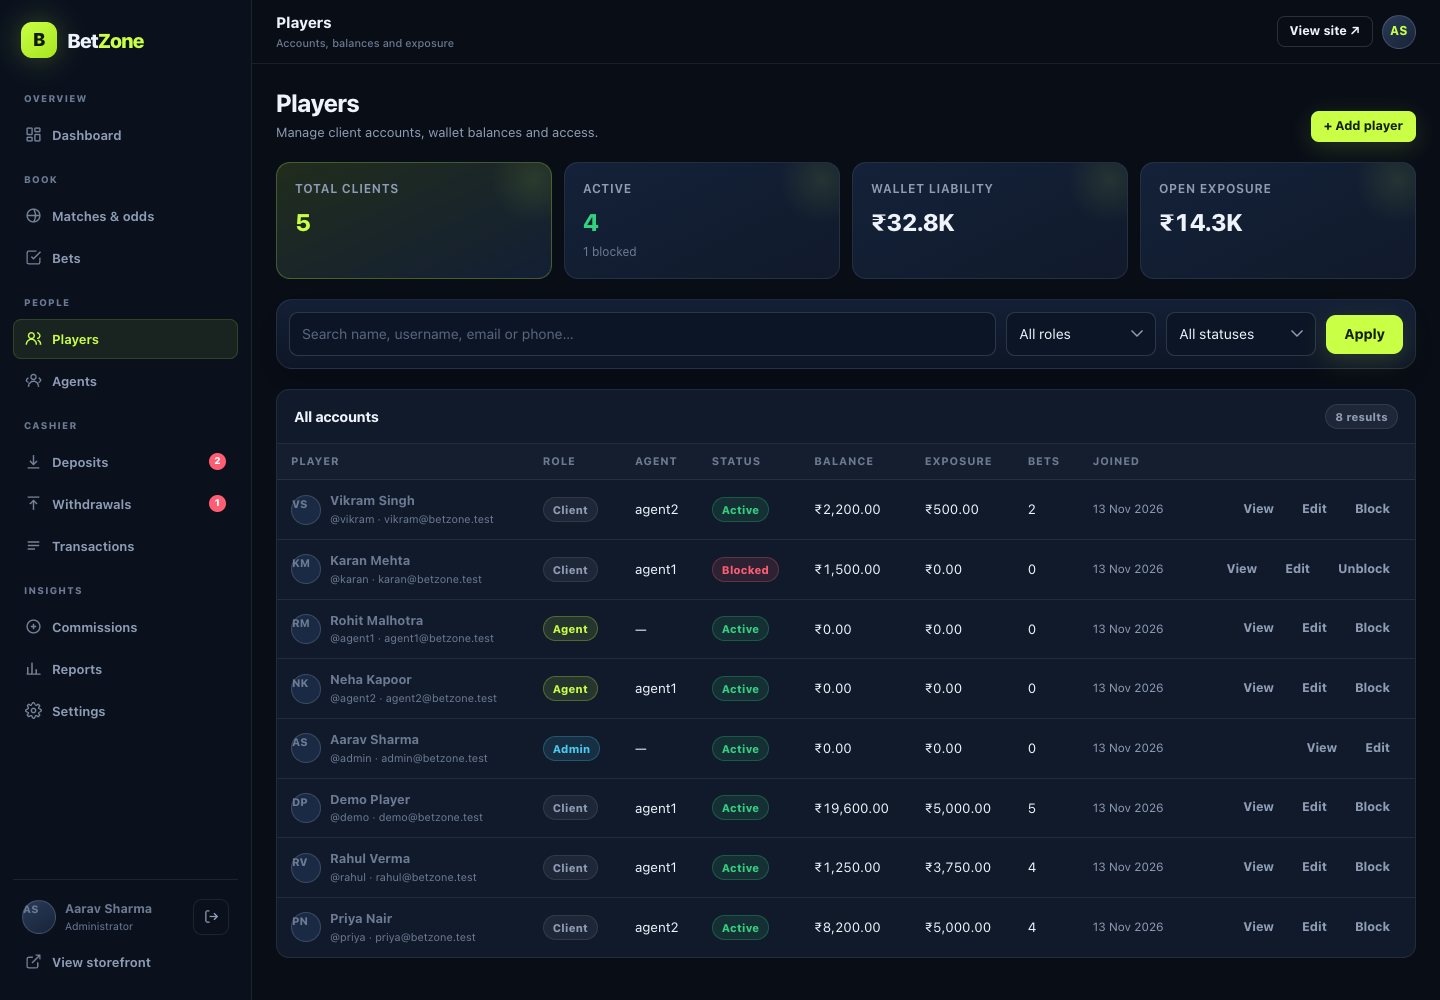 B BetZone
OVERVIEW
Dashboard
BOOK
Matches & odds
Bets
PEOPLE
Players
Agents
CASHIER
Deposits 2
Withdrawals 1
Transactions
INSIGHTS
Commissions
Reports
Settings
AS Aarav Sharma
Administrator
View storefront
Players
Accounts, balances and exposure
View site ↗ AS
Players
Manage client accounts, wallet balances and access.
+ Add player
TOTAL CLIENTS
5
ACTIVE
4
1 blocked
WALLET LIABILITY
₹32.8K
OPEN EXPOSURE
₹14.3K
Search name, username, email or phone... All roles All statuses Apply
All accounts 8 results
PLAYER ROLE AGENT STATUS BALANCE EXPOSURE BETS JOINED
VS Vikram Singh Client agent2 Active ₹2,200.00 ₹500.00 2 13 Nov 2026 View Edit Block
@vikram · vikram@betzone.test
KM Karan Mehta Client agent1 Blocked ₹1,500.00 ₹0.00 0 13 Nov 2026 View Edit Unblock
@karan · karan@betzone.test
RM Rohit Malhotra Agent — Active ₹0.00 ₹0.00 0 13 Nov 2026 View Edit Block
@agent1 · agent1@betzone.test
NK Neha Kapoor Agent agent1 Active ₹0.00 ₹0.00 0 13 Nov 2026 View Edit Block
@agent2 · agent2@betzone.test
AS Aarav Sharma Admin — Active ₹0.00 ₹0.00 0 13 Nov 2026 View Edit
@admin · admin@betzone.test
DP Demo Player Client agent1 Active ₹19,600.00 ₹5,000.00 5 13 Nov 2026 View Edit Block
@demo · demo@betzone.test
RV Rahul Verma Client agent1 Active ₹1,250.00 ₹3,750.00 4 13 Nov 2026 View Edit Block
@rahul · rahul@betzone.test
PN Priya Nair Client agent2 Active ₹8,200.00 ₹5,000.00 4 13 Nov 2026 View Edit Block
@priya · priya@betzone.test